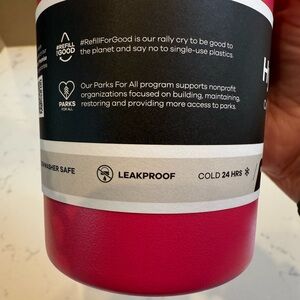 #REFILL
GOOD
#RefillForGood is our rally cry to be good to
the planet and say no to single-use plastics.
PARKS
FOR ALL
Our Parks For All program supports nonprofit
organizations focused on building, maintaining,
restoring and providing more access to parks.
H
WASHER SAFE
LEAKPROOF
COLD 24 HRS